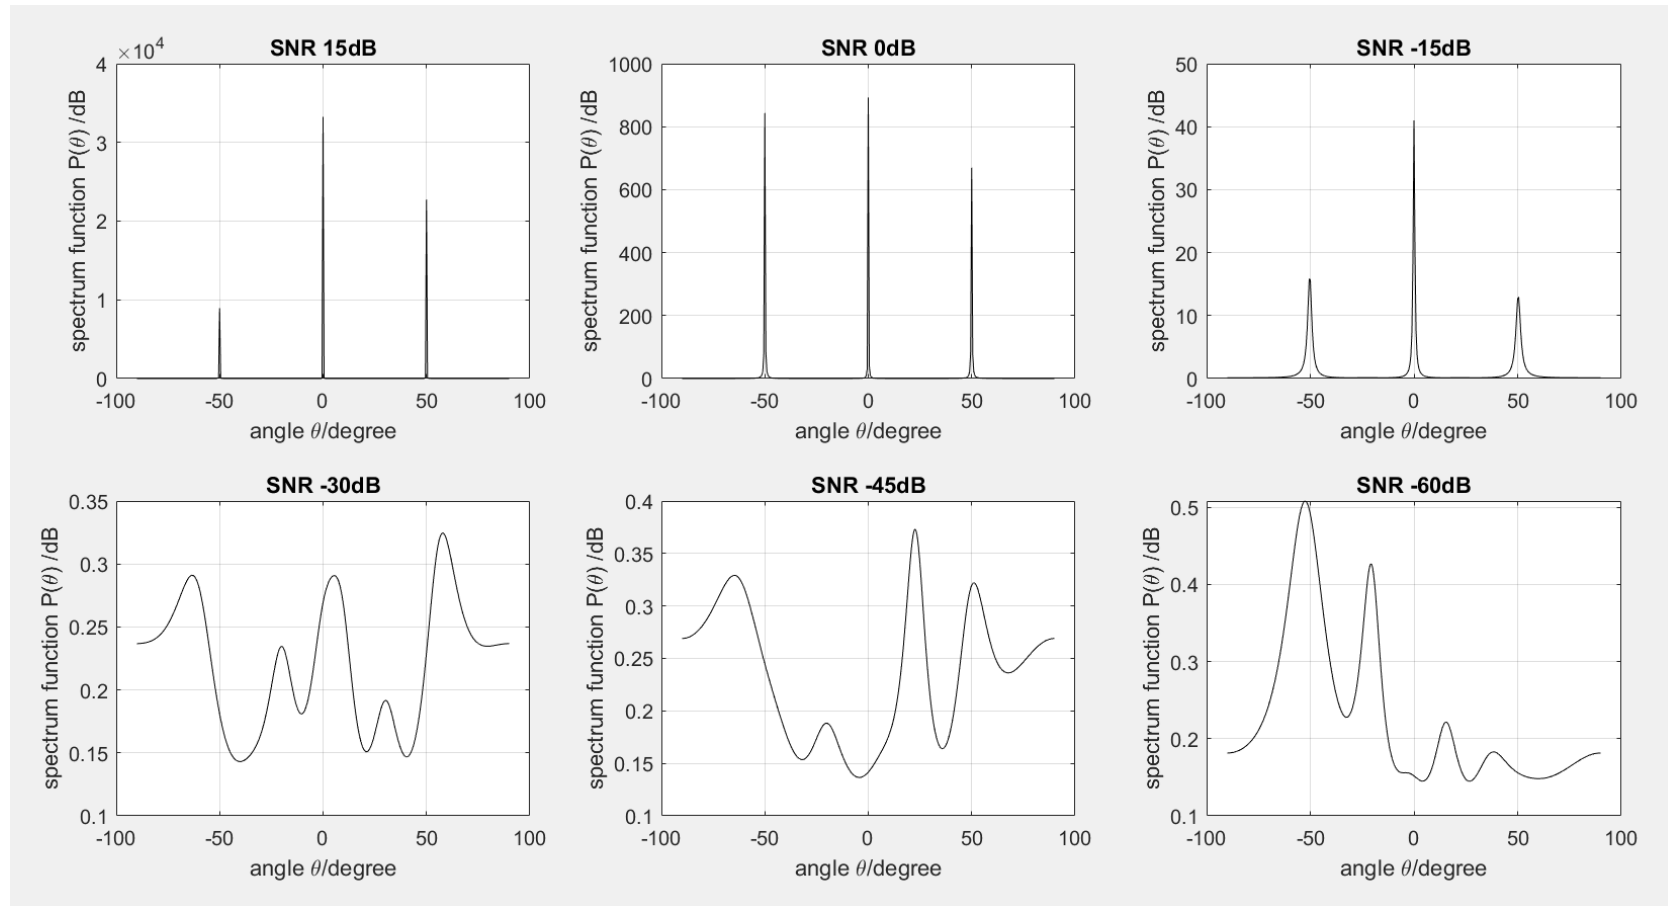 SNR 15dB
×10⁴
spectrum function P(θ) /dB
4
3
2
1
0
-100 -50 0 50 100
angle θ/degree
SNR 0dB
spectrum function P(θ) /dB
1000
800
600
400
200
0
-100 -50 0 50 100
angle θ/degree
SNR -15dB
spectrum function P(θ) /dB
50
40
30
20
10
0
-100 -50 0 50 100
angle θ/degree
SNR -30dB
spectrum function P(θ) /dB
0.35
0.3
0.25
0.2
0.15
0.1
-100 -50 0 50 100
angle θ/degree
SNR -45dB
spectrum function P(θ) /dB
0.4
0.35
0.3
0.25
0.2
0.15
0.1
-100 -50 0 50 100
angle θ/degree
SNR -60dB
spectrum function P(θ) /dB
0.5
0.4
0.3
0.2
0.1
-100 -50 0 50 100
angle θ/degree